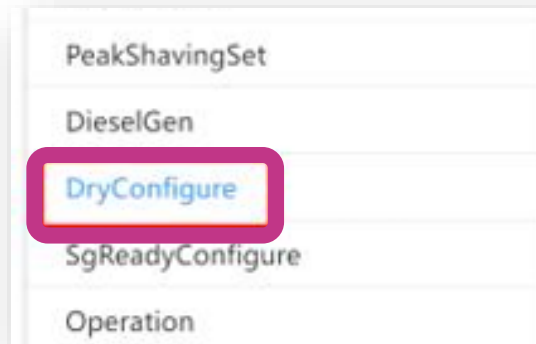 PeakShavingSet
DieselGen
DryConfigure
SgReadyConfigure
Operation